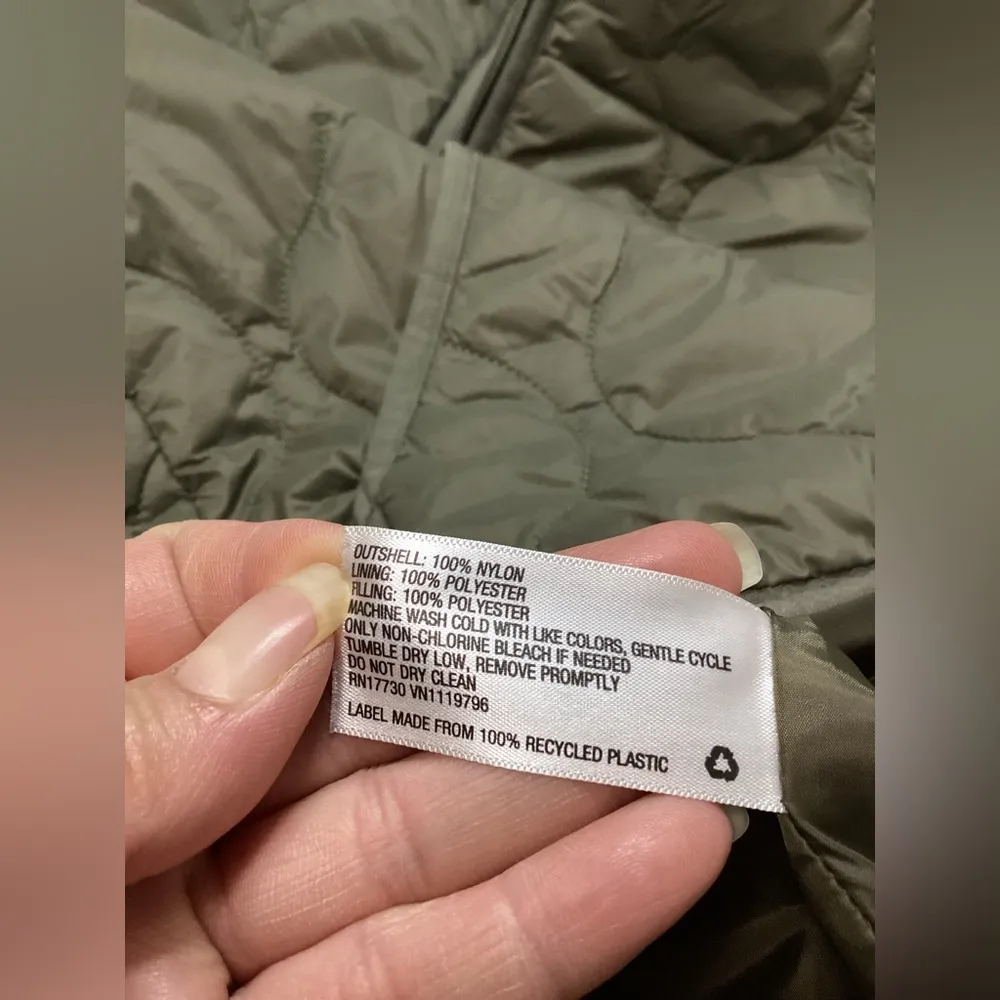 OUTSHELL: 100% NYLON
LINING: 100% POLYESTER
FILLING: 100% POLYESTER
MACHINE WASH COLD WITH LIKE COLORS, GENTLE CYCLE
ONLY NON-CHLORINE BLEACH IF NEEDED
TUMBLE DRY LOW, REMOVE PROMPTLY
DO NOT DRY CLEAN
RN17730 VN1119796
LABEL MADE FROM 100% RECYCLED PLASTIC